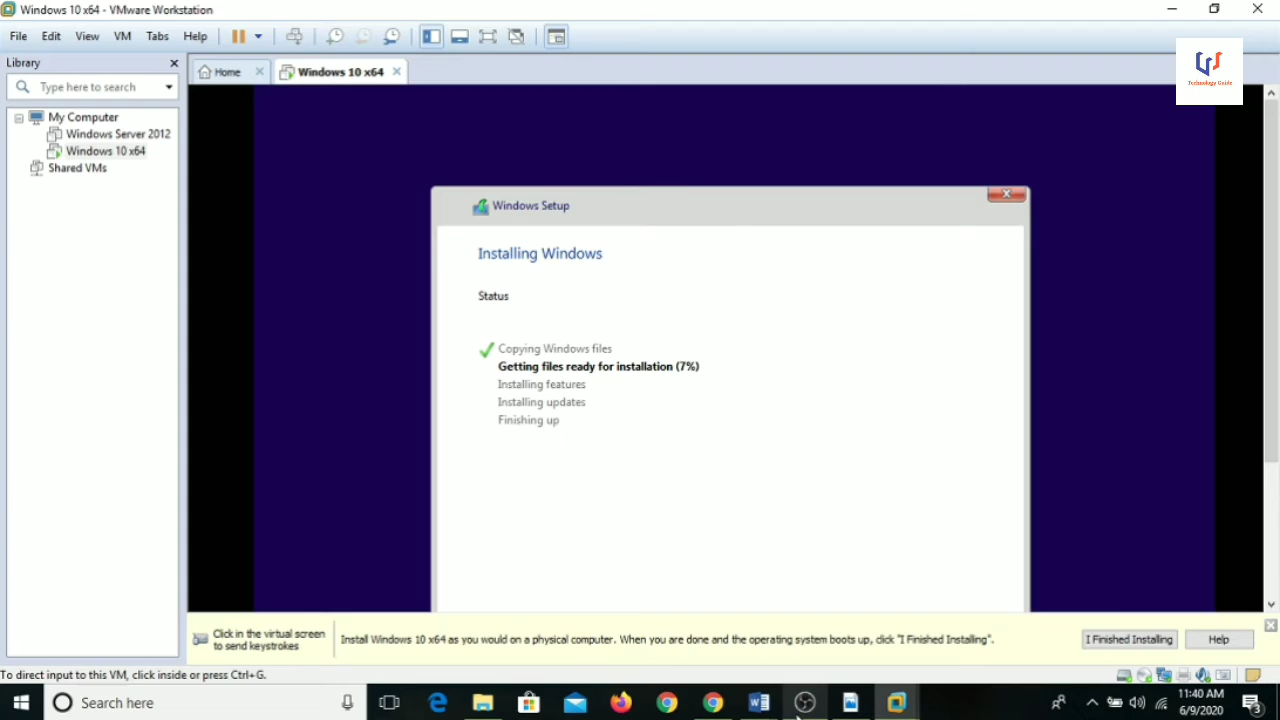 Windows 10 x64 - VMware Workstation
File Edit View VM Tabs Help
Library
Type here to search
Home
Windows 10 x64
My Computer
Windows Server 2012
Windows 10 x64
Shared VMs
Technology Guide
Windows Setup
Installing Windows
Status
Copying Windows files
Getting files ready for installation (7%)
Installing features
Installing updates
Finishing up
Click in the virtual screen
to send keystrokes
Install Windows 10 x64 as you would on a physical computer. When you are done and the operating system boots up, click "I Finished Installing".
I Finished Installing
Help
To direct input to this VM, click inside or press Ctrl+G.
Search here
11:40 AM
6/9/2020
3